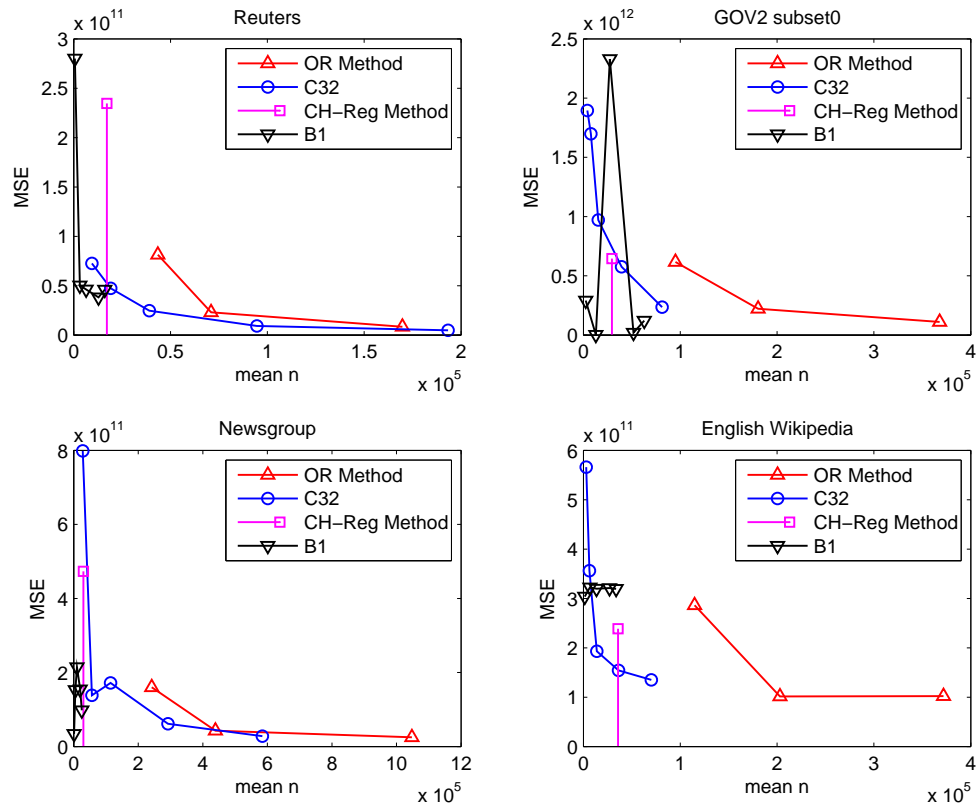 Reuters
x 10^11
3
2.5
2
1.5
1
0.5
0
MSE
0 0.5 1 1.5 2
x 10^5
mean n
OR Method
C32
CH−Reg Method
B1
GOV2 subset0
x 10^12
2.5
2
1.5
1
0.5
0
MSE
0 1 2 3 4
x 10^5
mean n
OR Method
C32
CH−Reg Method
B1
Newsgroup
x 10^11
8
6
4
2
0
MSE
0 2 4 6 8 10 12
x 10^5
mean n
OR Method
C32
CH−Reg Method
B1
English Wikipedia
x 10^11
6
5
4
3
2
1
0
MSE
0 1 2 3 4
x 10^5
mean n
OR Method
C32
CH−Reg Method
B1